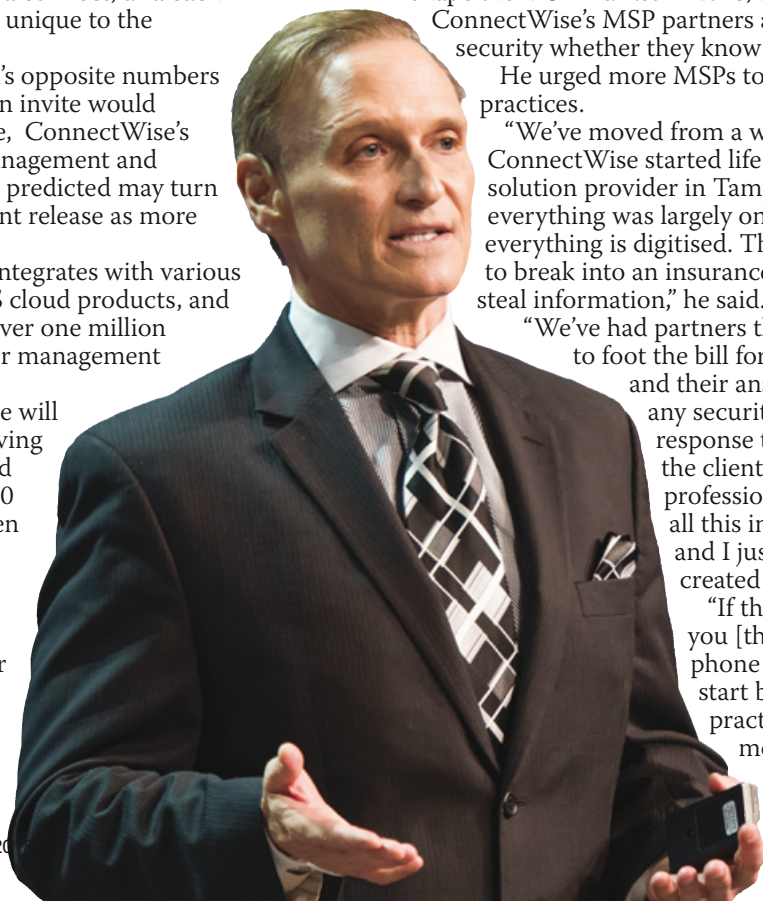 unique to the
's opposite numbers
n invite would
e, ConnectWise's
nagement and
predicted may turn
nt release as more
ntegrates with various
cloud products, and
ver one million
r management
e will
ving
d
0
en
r
ConnectWise's MSP partners a
security whether they know
He urged more MSPs to
practices.
“We've moved from a w
ConnectWise started life
solution provider in Tam
everything was largely on
everything is digitised. Th
to break into an insurance
steal information,” he said.
“We've had partners th
to foot the bill for
and their an
any securit
response t
the client
professio
all this in
and I jus
created
“If th
you [th
phone
start b
pract
m